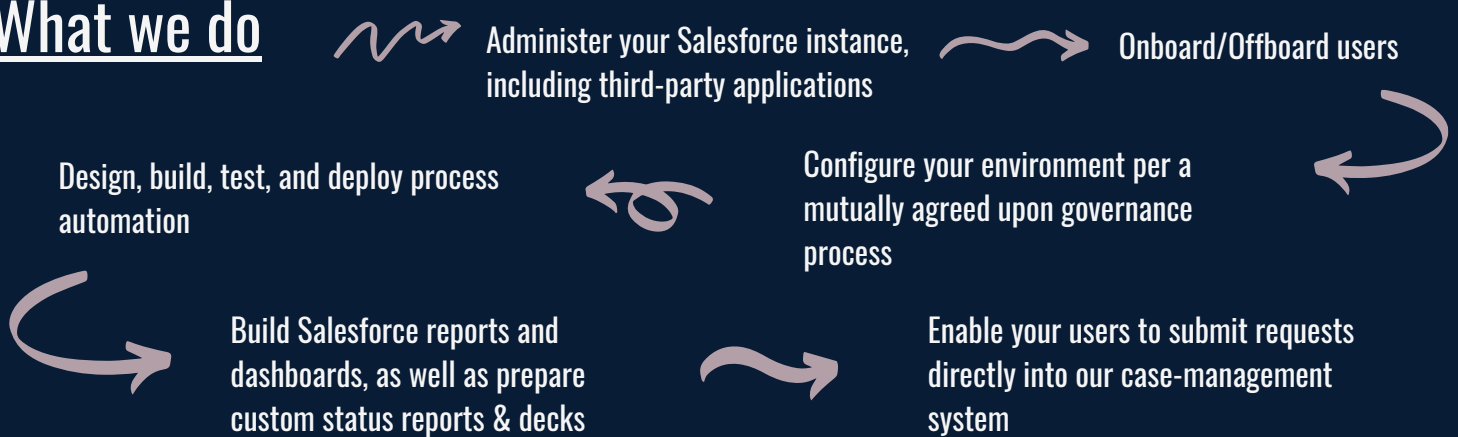 What we do
Administer your Salesforce instance,
including third-party applications
Onboard/Offboard users
Configure your environment per a
mutually agreed upon governance
process
Design, build, test, and deploy process
automation
Build Salesforce reports and
dashboards, as well as prepare
custom status reports & decks
Enable your users to submit requests
directly into our case-management
system